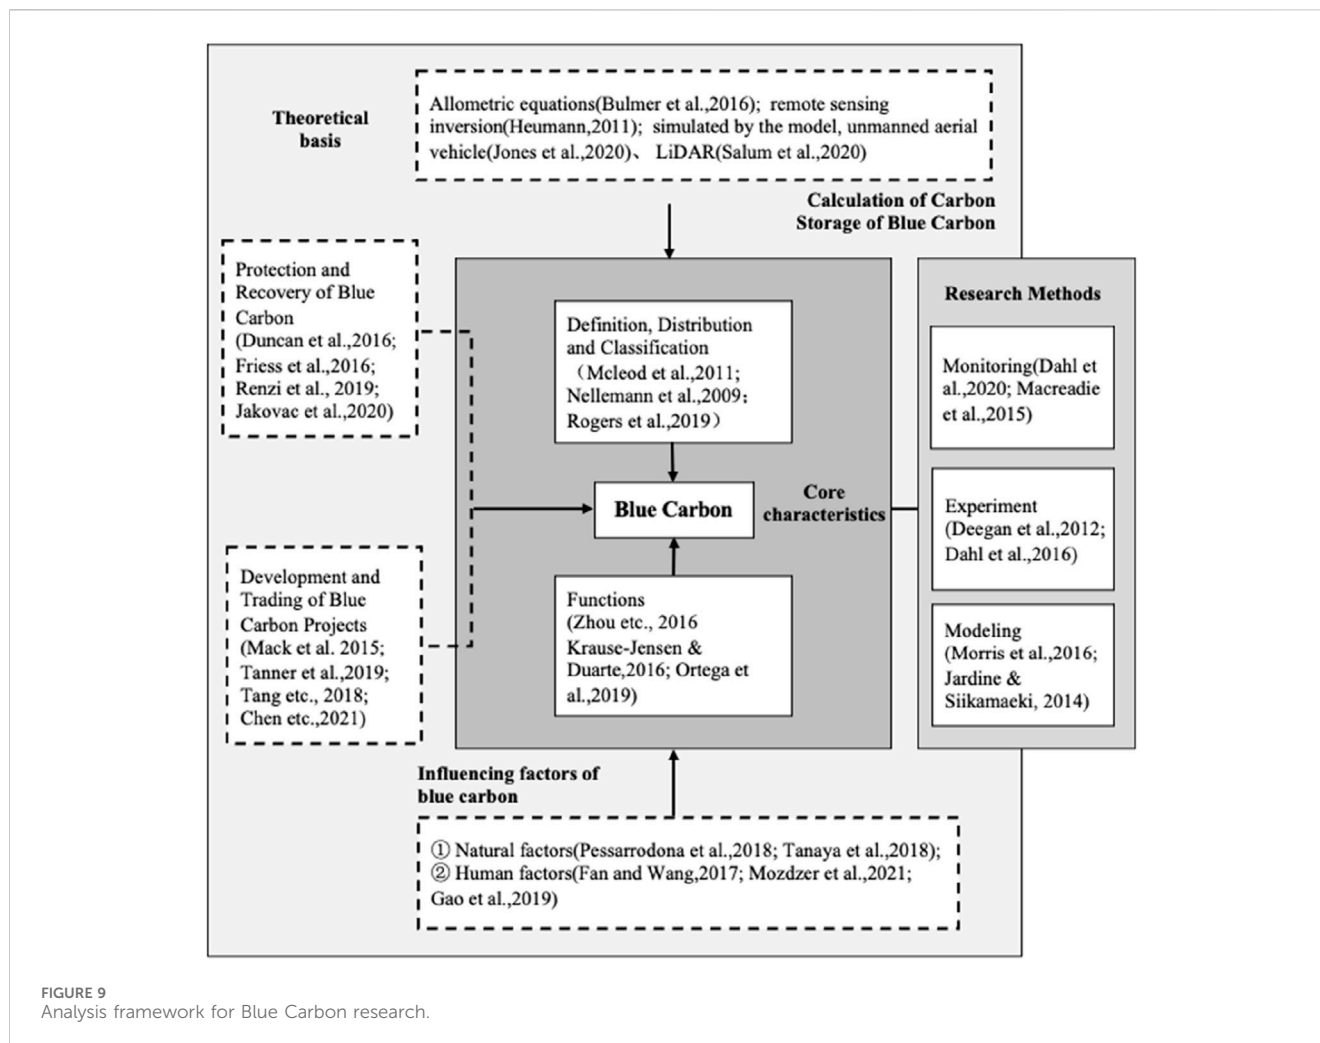 Theoretical
basis
Allometric equations(Bulmer et al.,2016); remote sensing
inversion(Heumann,2011); simulated by the model, unmanned aerial
vehicle(Jones et al.,2020)、 LiDAR(Salum et al.,2020)
Calculation of Carbon
Storage of Blue Carbon
Protection and
Recovery of Blue
Carbon
(Duncan et al.,2016;
Friess et al.,2016;
Renzi et al., 2019;
Jakovac et al.,2020)
Development and
Trading of Blue
Carbon Projects
(Mack et al. 2015;
Tanner et al.,2019;
Tang etc., 2018;
Chen etc.,2021)
Definition, Distribution
and Classification
（Mcleod et al.,2011;
Nellemann et al.,2009;
Rogers et al.,2019）
Blue Carbon
Core
characteristics
Functions
(Zhou etc., 2016
Krause-Jensen &
Duarte,2016; Ortega et
al.,2019)
Research Methods
Monitoring(Dahl et
al.,2020; Macreadie
et al.,2015)
Experiment
(Deegan et al.,2012;
Dahl et al.,2016)
Modeling
(Morris et al.,2016;
Jardine &
Siikamaeki, 2014)
Influencing factors of
blue carbon
① Natural factors(Pessarrodona et al.,2018; Tanaya et al.,2018);
② Human factors(Fan and Wang,2017; Mozdzer et al.,2021;
Gao et al.,2019)
FIGURE 9
Analysis framework for Blue Carbon research.